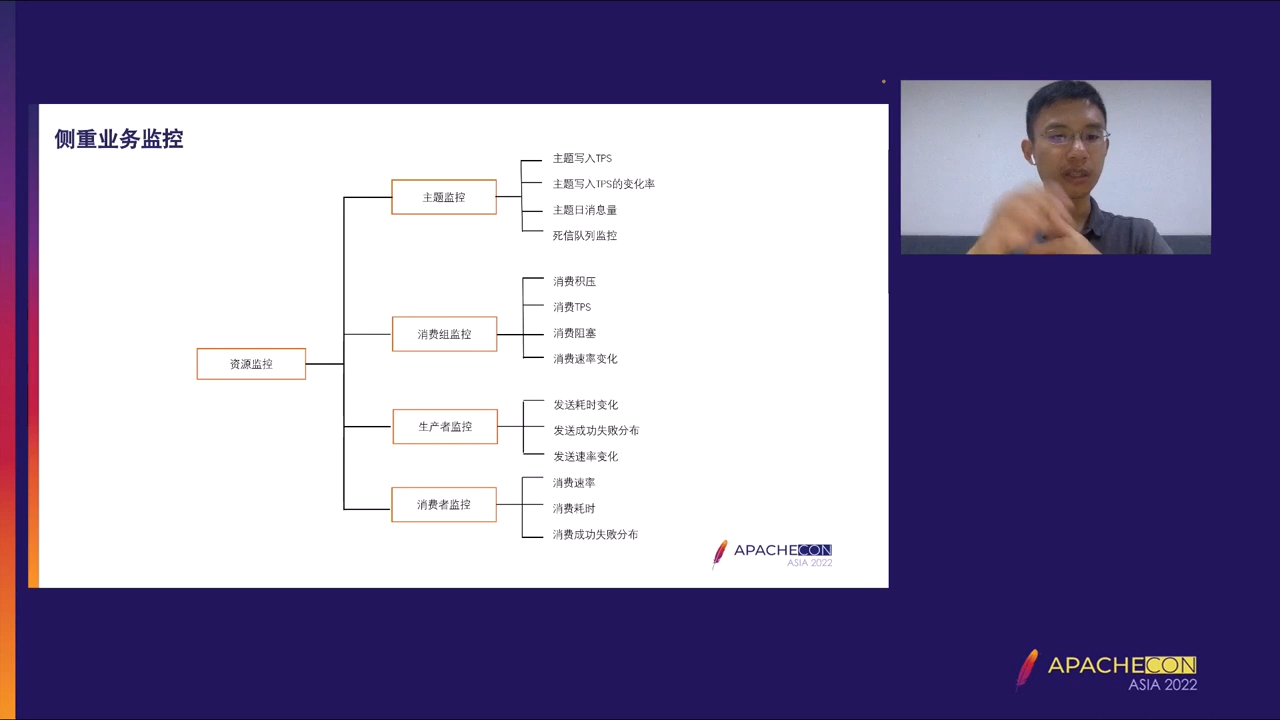 侧重业务监控
资源监控
主题监控
主题写入TPS
主题写入TPS的变化率
主题日消息量
死信队列监控
消费组监控
消费积压
消费TPS
消费阻塞
消费速率变化
生产者监控
发送耗时变化
发送成功失败分布
发送速率变化
消费者监控
消费速率
消费耗时
消费成功失败分布
APACHECON
ASIA 2022
APACHECON
ASIA 2022